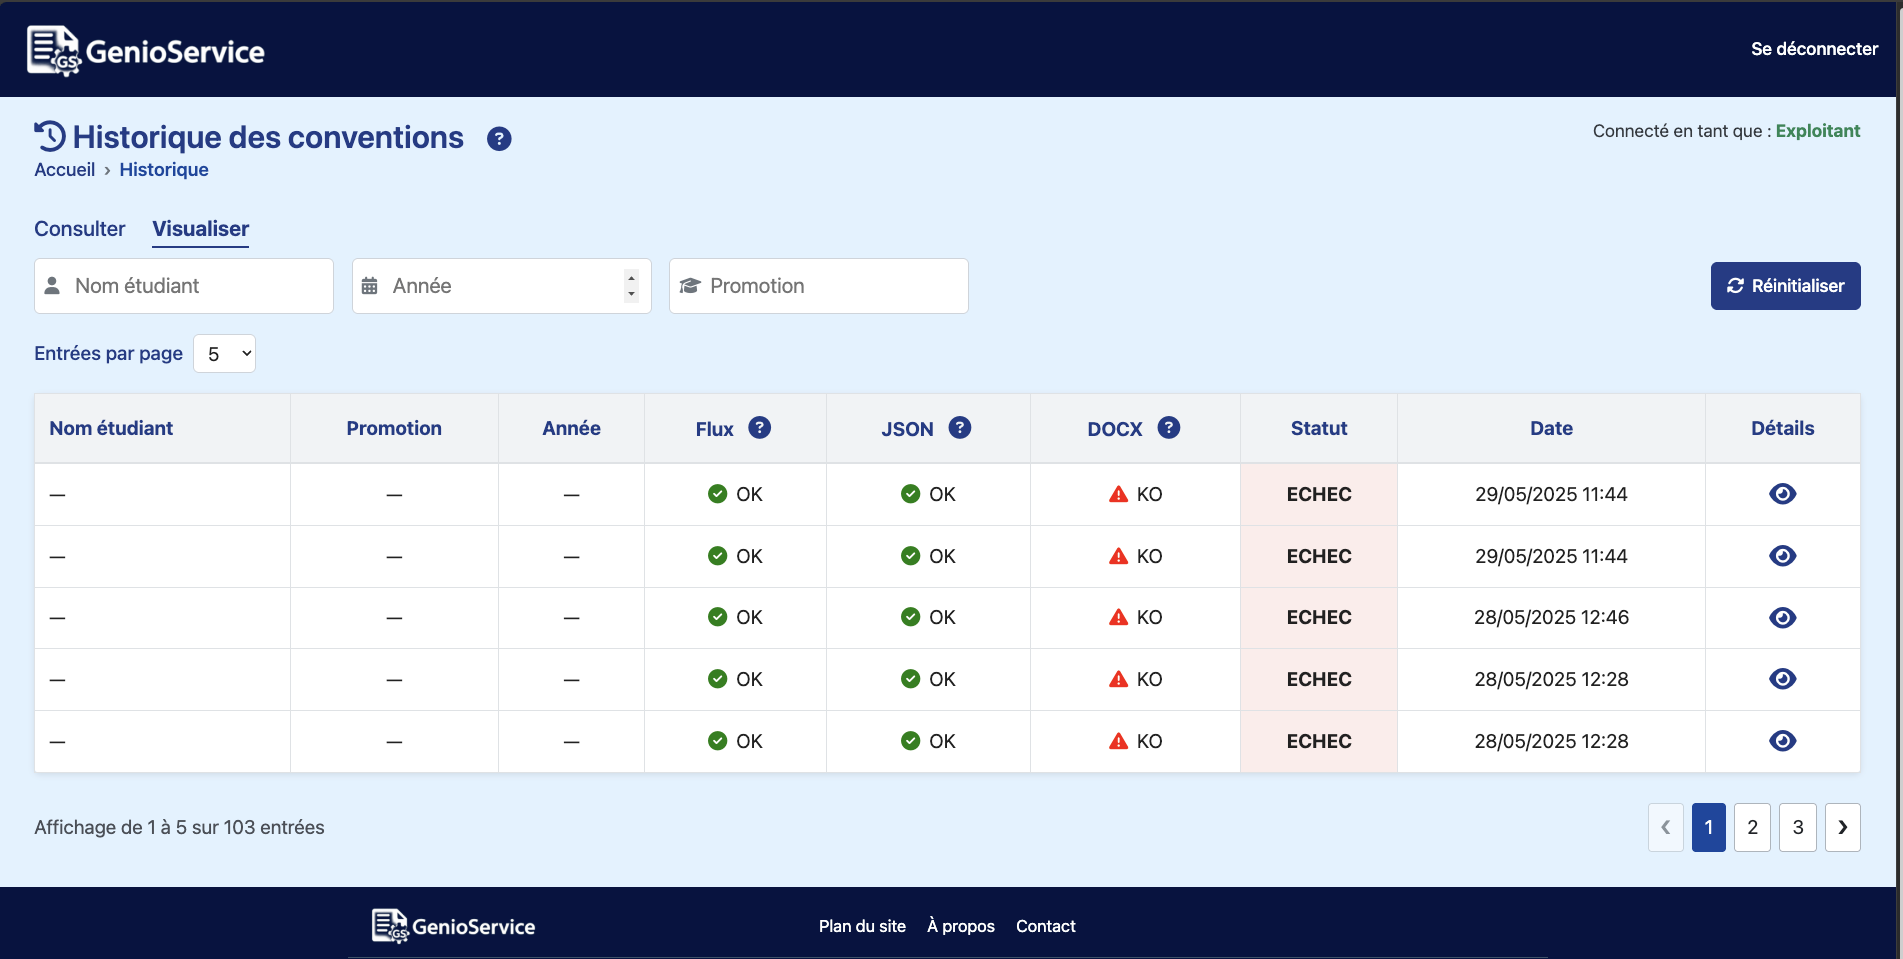 GS GenioService
Se déconnecter
Historique des conventions ?
Connecté en tant que : Exploitant
Accueil › Historique
Consulter Visualiser
Nom étudiant Année Promotion Réinitialiser
Entrées par page 5
Nom étudiant Promotion Année Flux ? JSON ? DOCX ? Statut Date Détails
— — — OK OK KO ECHEC 29/05/2025 11:44
— — — OK OK KO ECHEC 29/05/2025 11:44
— — — OK OK KO ECHEC 28/05/2025 12:46
— — — OK OK KO ECHEC 28/05/2025 12:28
— — — OK OK KO ECHEC 28/05/2025 12:28
Affichage de 1 à 5 sur 103 entrées
‹ 1 2 3 ›
GS GenioService Plan du site À propos Contact